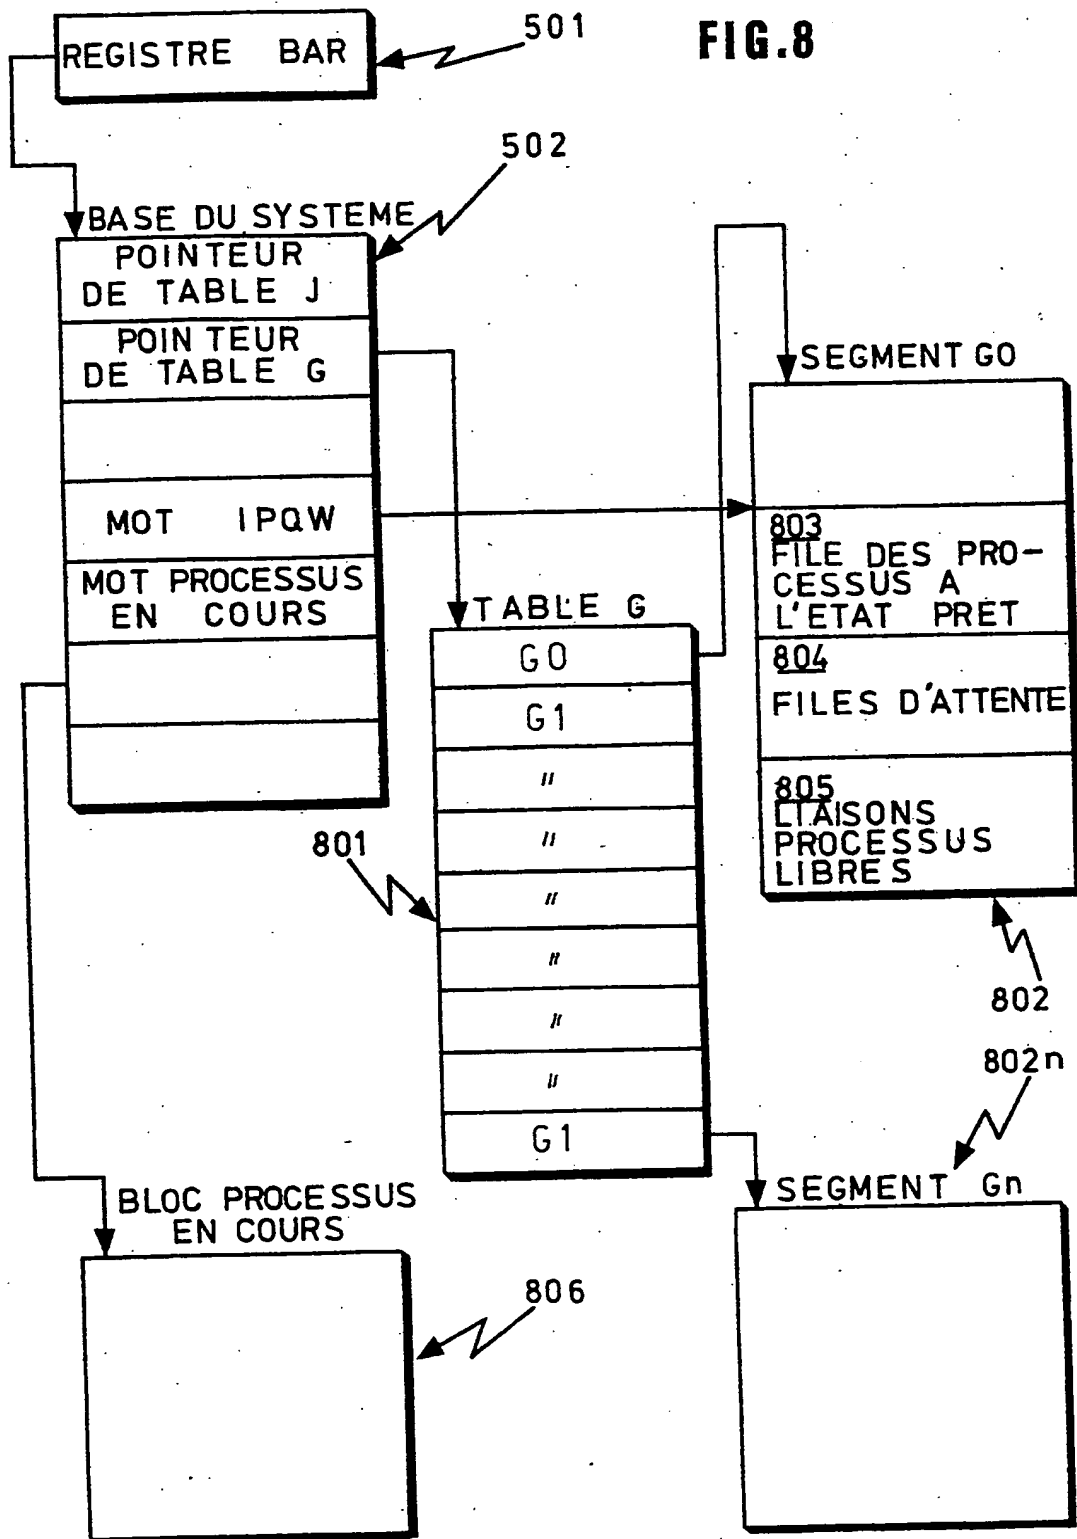 FIG.8
501
REGISTRE BAR
502
BASE DU SYSTEME
POINTEUR
DE TABLE J
POINTEUR
DE TABLE G
MOT IPQW
MOT PROCESSUS
EN COURS
SEGMENT G0
803
FILE DES PRO-
CESSUS A
L'ETAT PRET
804
FILES D'ATTENTE
805
LIAISONS
PROCESSUS
LIBRES
802
TABLE G
G0
G1
"
"
"
"
"
"
G1
801
802n
SEGMENT Gn
BLOC PROCESSUS
EN COURS
806